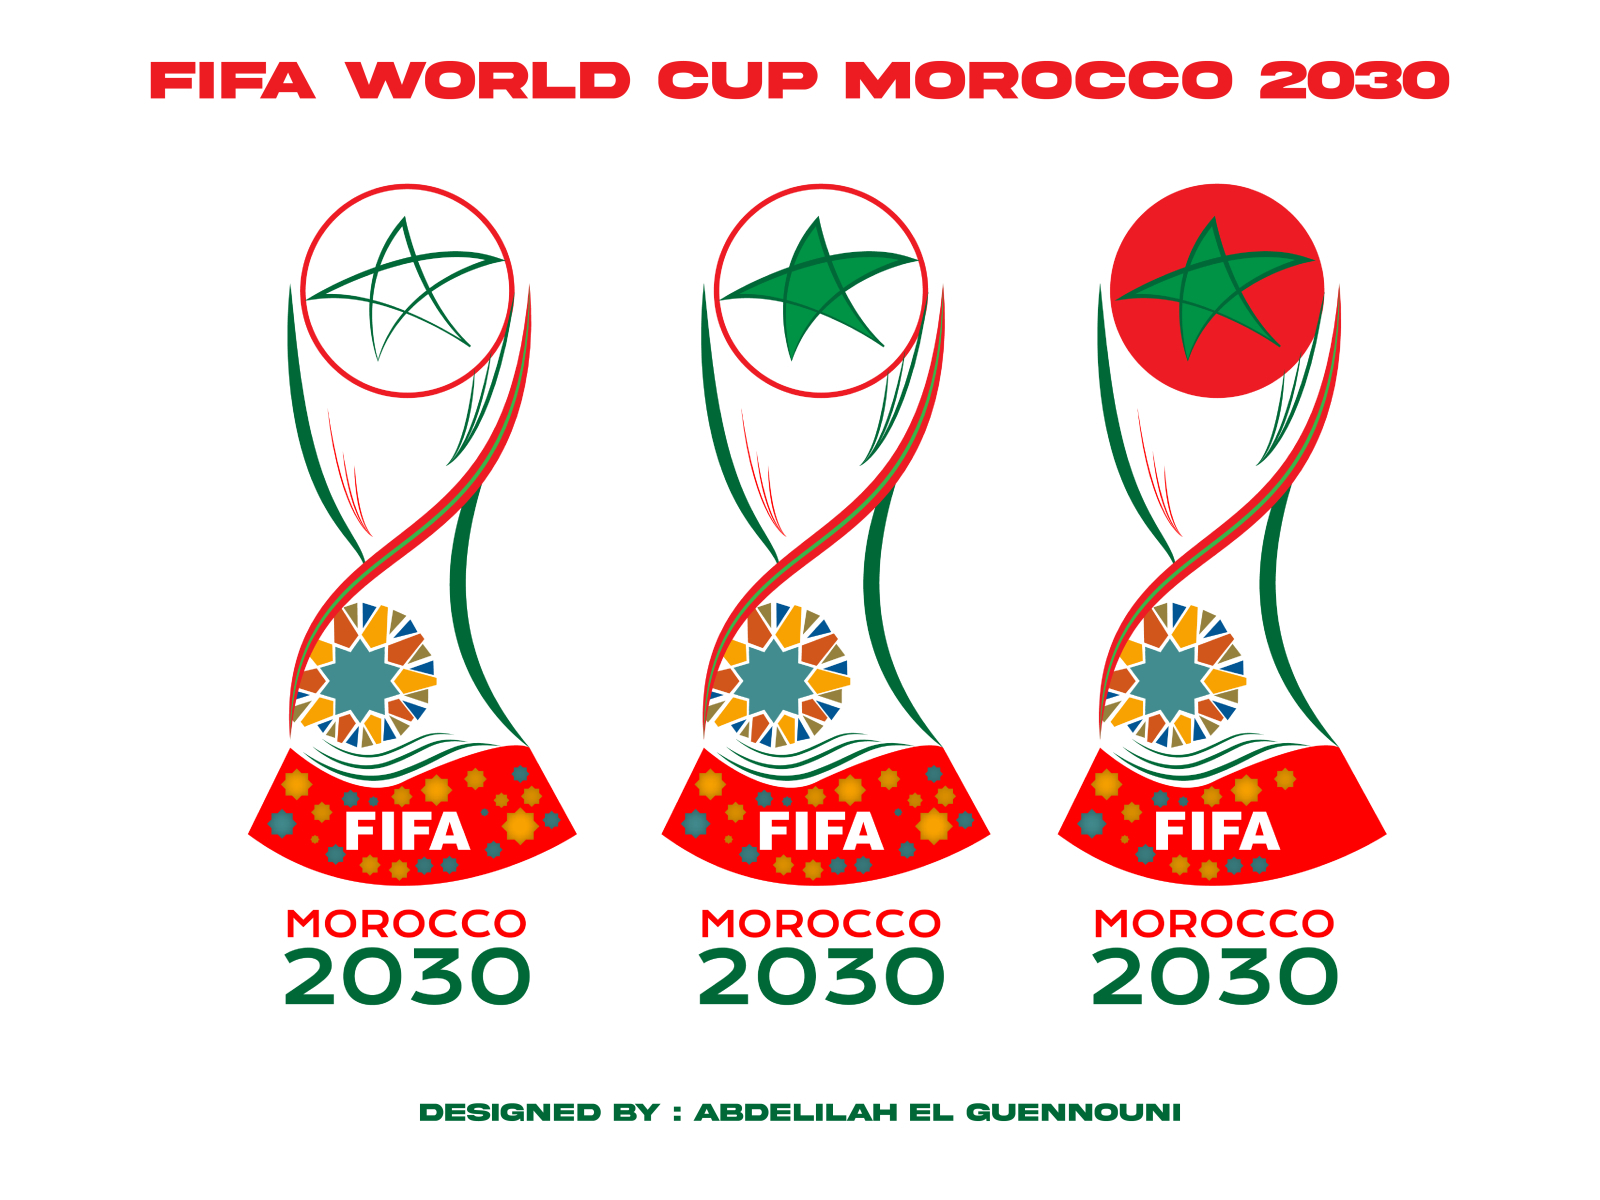 FIFA WORLD CUP MOROCCO 2030
FIFA
MOROCCO
2030
FIFA
MOROCCO
2030
FIFA
MOROCCO
2030
DESIGNED BY : ABDELILAH EL GUENNOUNI